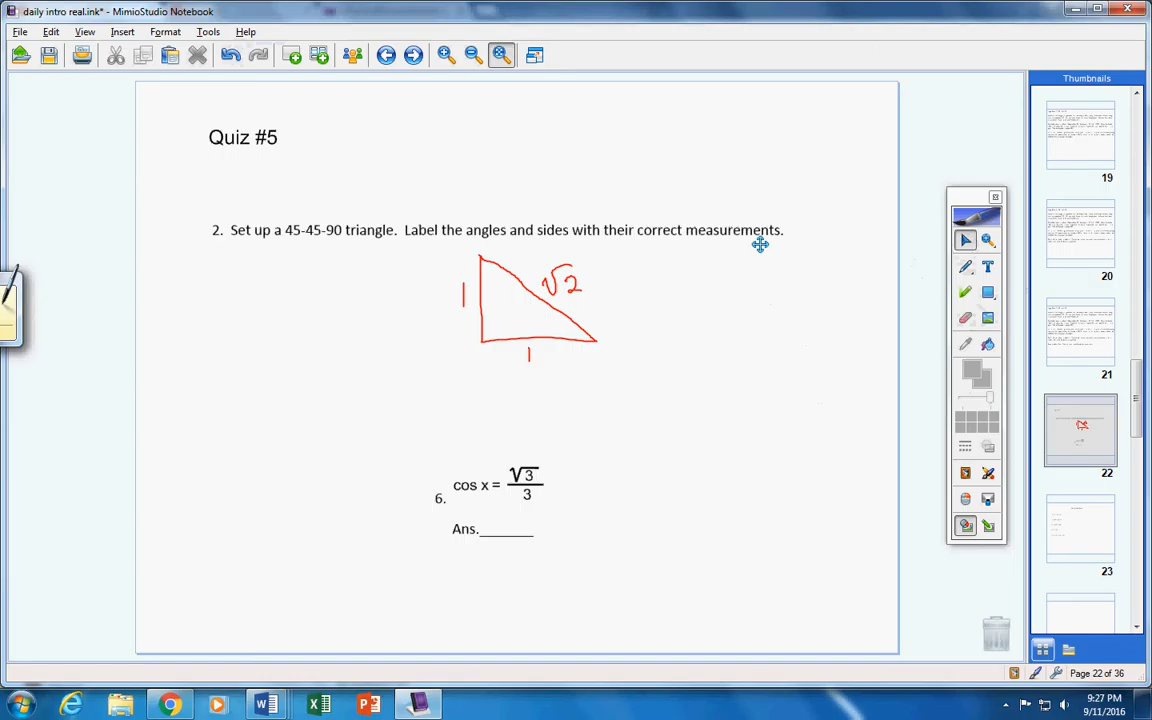 daily intro real.ink* - MimioStudio Notebook
File Edit View Insert Format Tools Help
Thumbnails
Quiz #5
2. Set up a 45-45-90 triangle. Label the angles and sides with their correct measurements.
1
√2
1
6. cos x = √3/3
Ans.______
19
20
21
22
23
Page 22 of 36
9:27 PM
9/11/2016